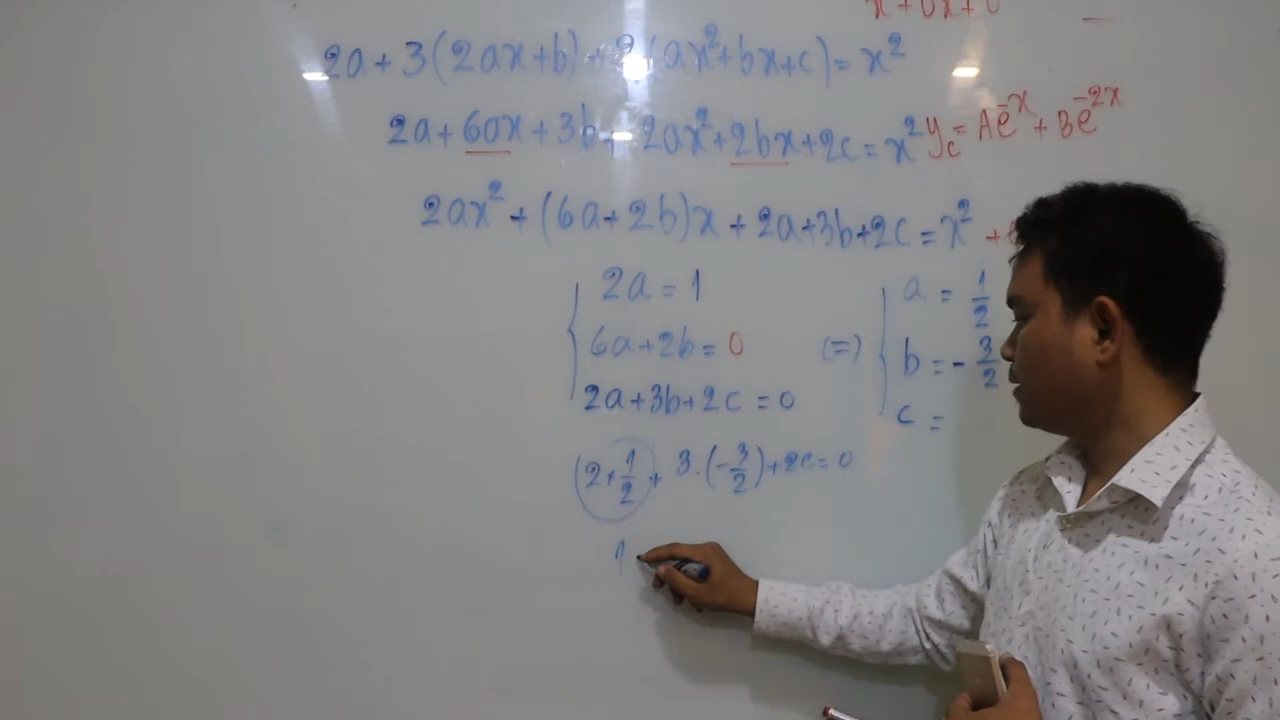 x + 0x + 0
2a + 3(2ax+b) + 2(ax²+bx+c) = x²
2a + 6ax + 3b + 2ax² + 2bx + 2c = x²
y_c = Ae^{-x} + Be^{-2x}
2ax² + (6a+2b)x + 2a+3b+2c = x² +
2a = 1
6a+2b = 0
2a+3b+2c = 0
(=)
a = 1/2
b = -3/2
c =
(2×1/2 + 3.(-3/2)+2c=0
1